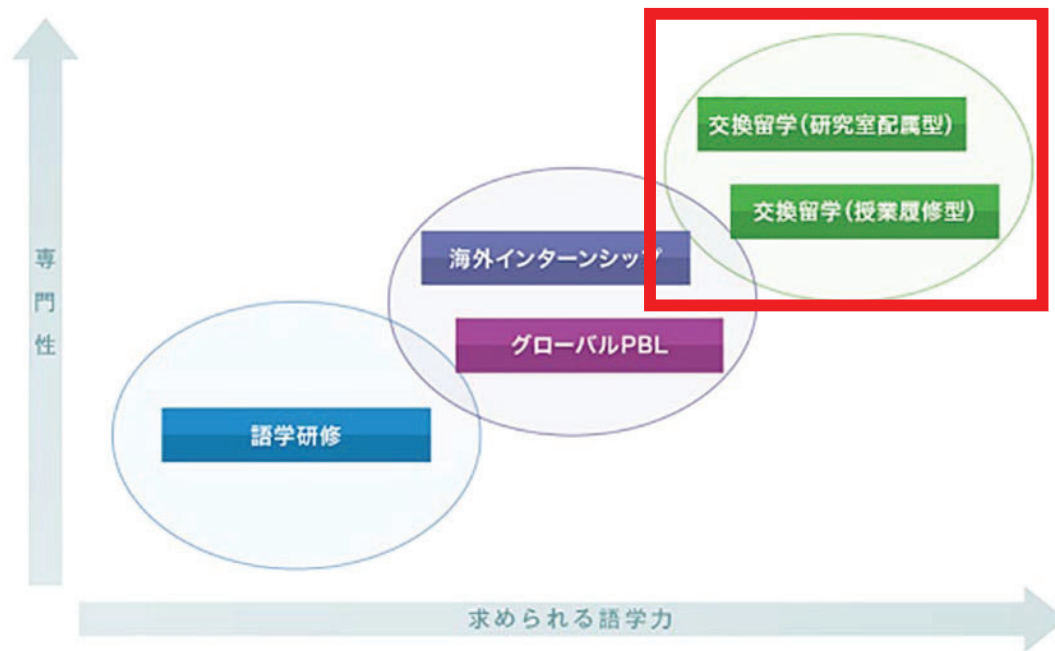 交換留学(研究室配属型)
交換留学(授業履修型)
海外インターンシップ
グローバルPBL
語学研修
専門性
求められる語学力